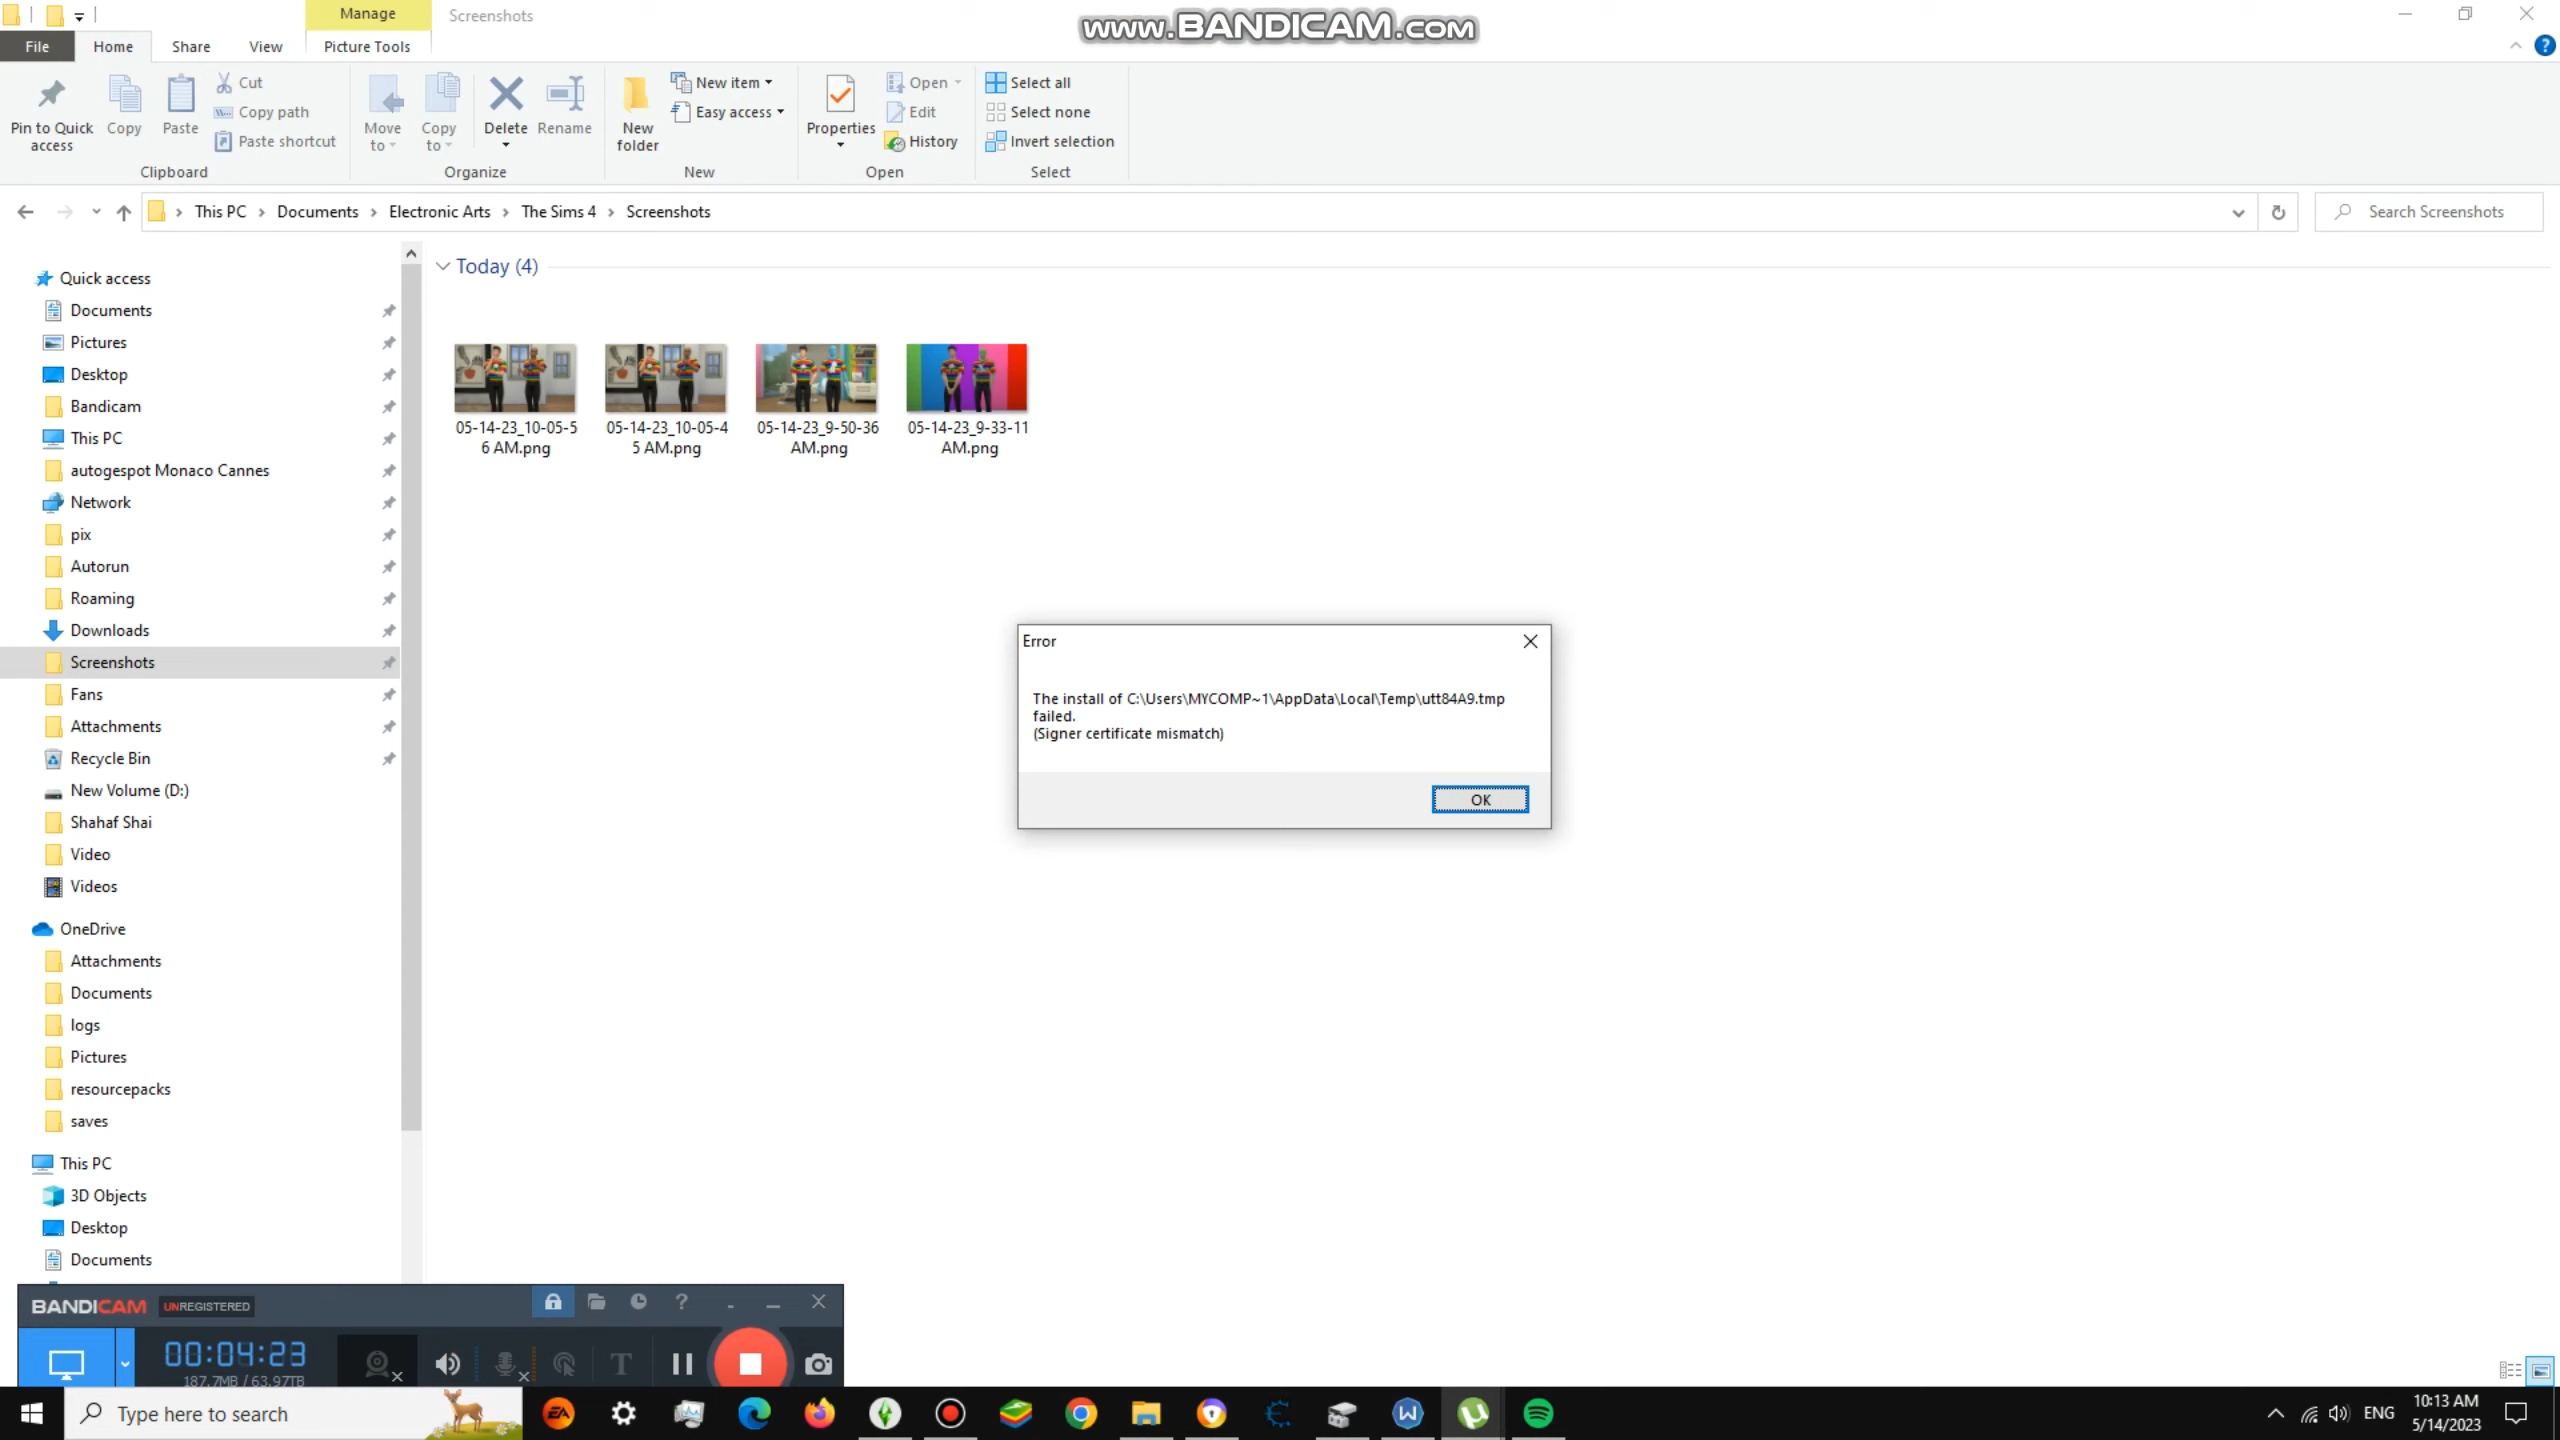 Manage
Screenshots
www.BANDICAM.com
File
Home
Share
View
Picture Tools
Pin to Quick
access
Copy
Paste
Cut
Copy path
Paste shortcut
Clipboard
Move
to
Copy
to
Delete
Rename
Organize
New
folder
New item
Easy access
New
Properties
Open
Edit
History
Open
Select all
Select none
Invert selection
Select
This PC > Documents > Electronic Arts > The Sims 4 > Screenshots
Search Screenshots
Quick access
Documents
Pictures
Desktop
Bandicam
This PC
autogespot Monaco Cannes
Network
pix
Autorun
Roaming
Downloads
Screenshots
Fans
Attachments
Recycle Bin
New Volume (D:)
Shahaf Shai
Video
Videos
OneDrive
Attachments
Documents
logs
Pictures
resourcepacks
saves
This PC
3D Objects
Desktop
Documents
Today (4)
05-14-23_10-05-5
6 AM.png
05-14-23_10-05-4
5 AM.png
05-14-23_9-50-36
AM.png
05-14-23_9-33-11
AM.png
Error
The install of C:\Users\MYCOMP~1\AppData\Local\Temp\utt84A9.tmp
failed.
(Signer certificate mismatch)
OK
BANDICAM UNREGISTERED
00:04:23
187.7MB / 63.97TB
Type here to search
EA
ENG
10:13 AM
5/14/2023